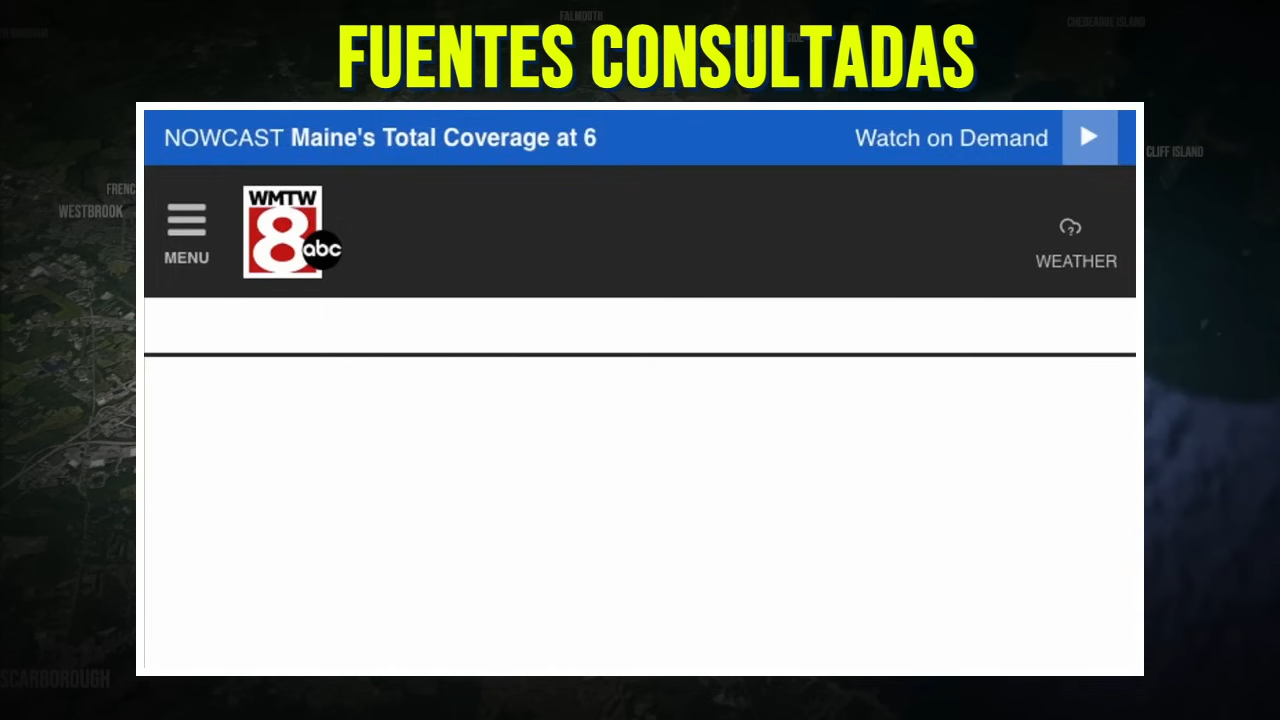 FALMOUTH
CHEBEAGUE ISLAND
FUENTES CONSULTADAS
NOWCAST Maine's Total Coverage at 6
Watch on Demand
CLIFF ISLAND
WESTBROOK
MENU
WMTW
8
abc
WEATHER
SCARBOROUGH